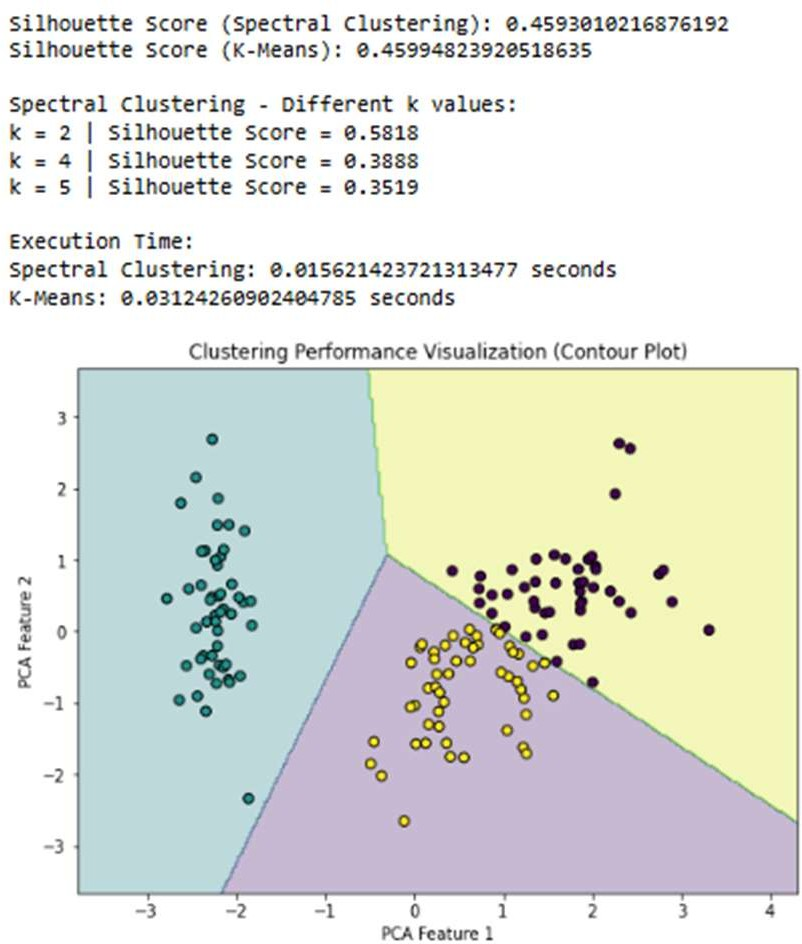 Silhouette Score (Spectral Clustering): 0.4593010216876192
Silhouette Score (K-Means): 0.45994823920518635
Spectral Clustering - Different k values:
k = 2 | Silhouette Score = 0.5818
k = 4 | Silhouette Score = 0.3888
k = 5 | Silhouette Score = 0.3519
Execution Time:
Spectral Clustering: 0.015621423721313477 seconds
K-Means: 0.03124260902404785 seconds
Clustering Performance Visualization (Contour Plot)
3
2
1
0
−1
−2
−3
PCA Feature 2
−3 −2 −1 0 1 2 3 4
PCA Feature 1